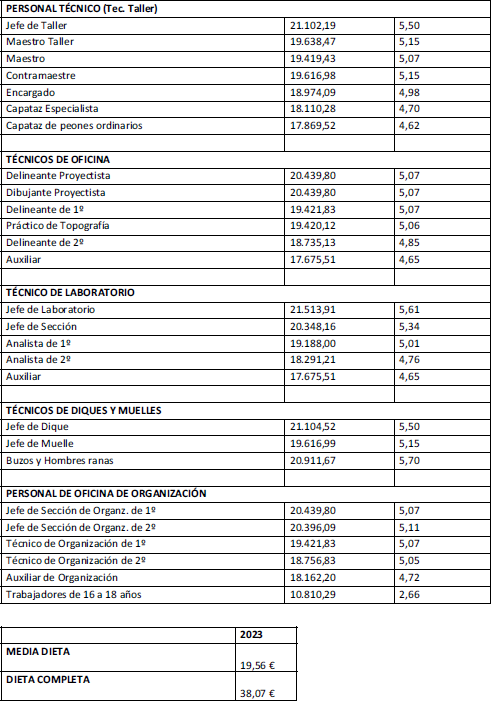 PERSONAL TÉCNICO (Tec. Taller)
Jefe de Taller 21.102,19 5,50
Maestro Taller 19.638,47 5,15
Maestro 19.419,43 5,07
Contramaestre 19.616,98 5,15
Encargado 18.974,09 4,98
Capataz Especialista 18.110,28 4,70
Capataz de peones ordinarios 17.869,52 4,62
TÉCNICOS DE OFICINA
Delineante Proyectista 20.439,80 5,07
Dibujante Proyectista 20.439,80 5,07
Delineante de 1º 19.421,83 5,07
Práctico de Topografía 19.420,12 5,06
Delineante de 2º 18.735,13 4,85
Auxiliar 17.675,51 4,65
TÉCNICO DE LABORATORIO
Jefe de Laboratorio 21.513,91 5,61
Jefe de Sección 20.348,16 5,34
Analista de 1º 19.188,00 5,01
Analista de 2º 18.291,21 4,76
Auxiliar 17.675,51 4,65
TÉCNICOS DE DIQUES Y MUELLES
Jefe de Dique 21.104,52 5,50
Jefe de Muelle 19.616,99 5,15
Buzos y Hombres ranas 20.911,67 5,70
PERSONAL DE OFICINA DE ORGANIZACIÓN
Jefe de Sección de Organz. de 1º 20.439,80 5,07
Jefe de Sección de Organz. de 2º 20.396,09 5,11
Técnico de Organización de 1º 19.421,83 5,07
Técnico de Organización de 2º 18.756,83 5,05
Auxiliar de Organización 18.162,20 4,72
Trabajadores de 16 a 18 años 10.810,29 2,66
2023
MEDIA DIETA
19,56 €
DIETA COMPLETA
38,07 €